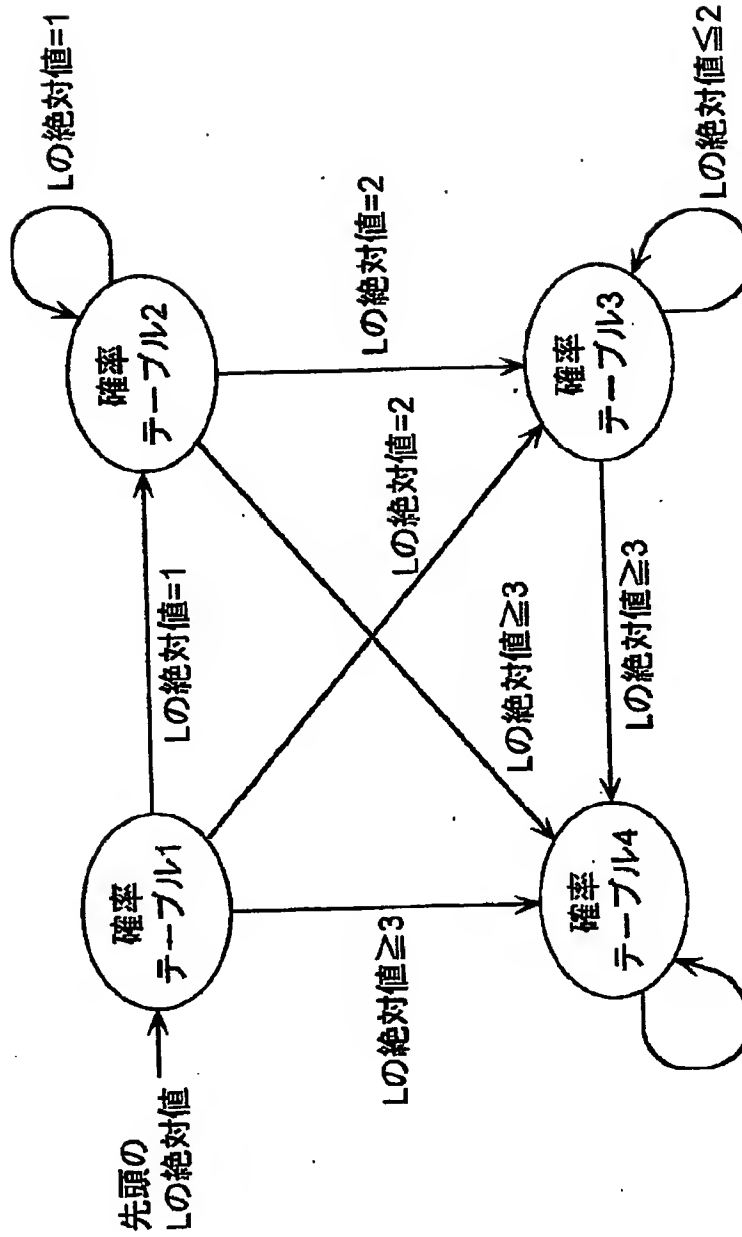 先頭の
Lの絶対値
確率
テーブル1
Lの絶対値=1
確率
テーブル2
Lの絶対値=1
Lの絶対値=2
Lの絶対値=2
Lの絶対値≧3
Lの絶対値≧3
Lの絶対値≧3
確率
テーブル4
確率
テーブル3
Lの絶対値≦2